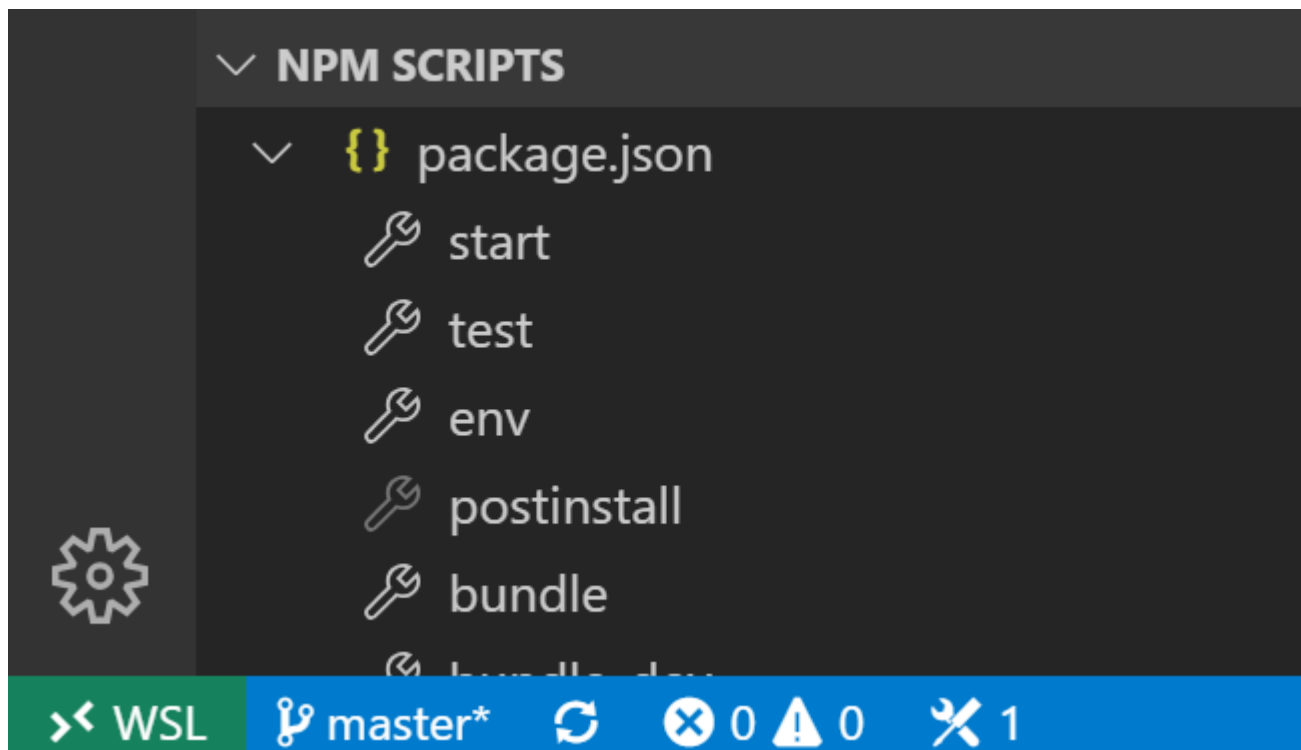 NPM SCRIPTS
{} package.json
start
test
env
postinstall
bundle
WSL master* 0 0 1